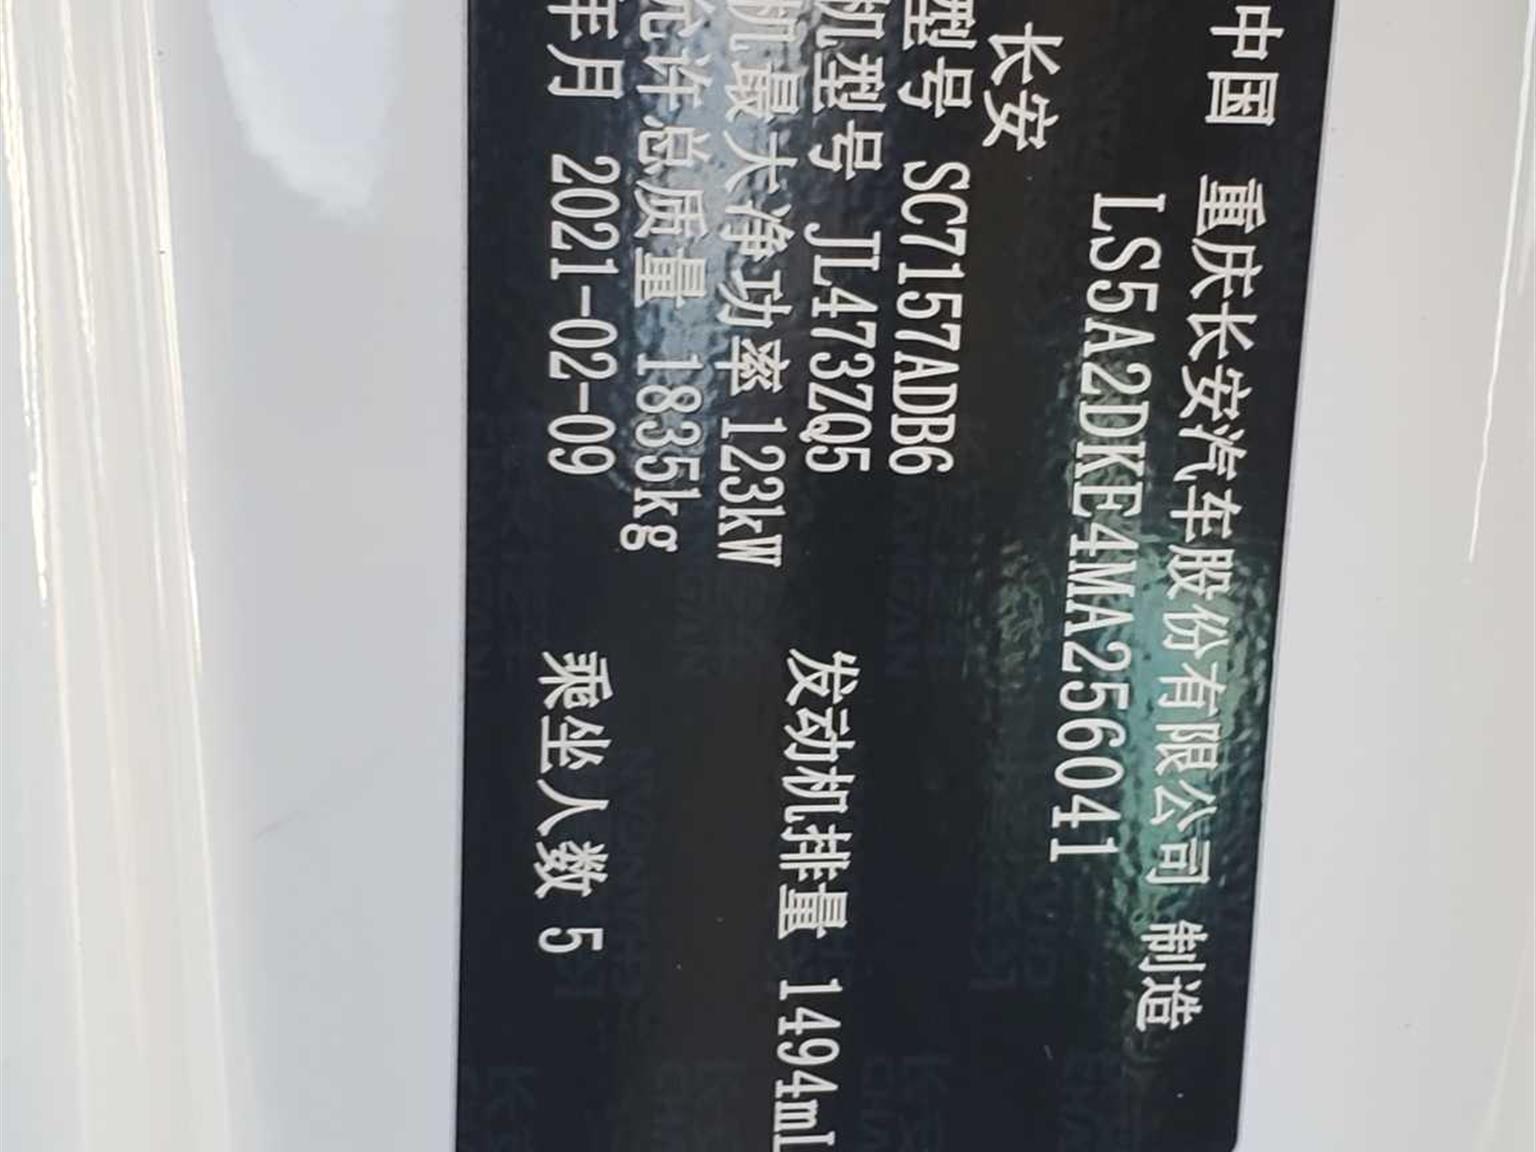 中国 重庆长安汽车股份有限公司 制造
LS5A2DKE4MA256041
长安
型号 SC7157ADB6
机型号 JL473ZQ5 发动机排量 1494ml
机最大净功率 123kW
允许总质量 1835kg
年月 2021-02-09 乘坐人数 5